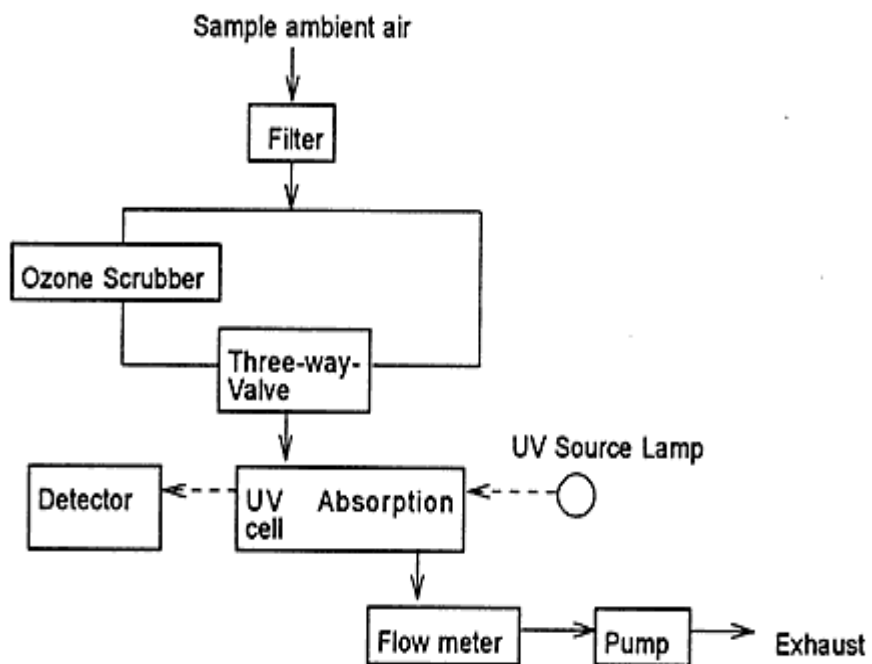 Sample ambient air
Filter
Ozone Scrubber
Three-way-
Valve
UV Source Lamp
Detector
UV Absorption
cell
Flow meter
Pump
Exhaust